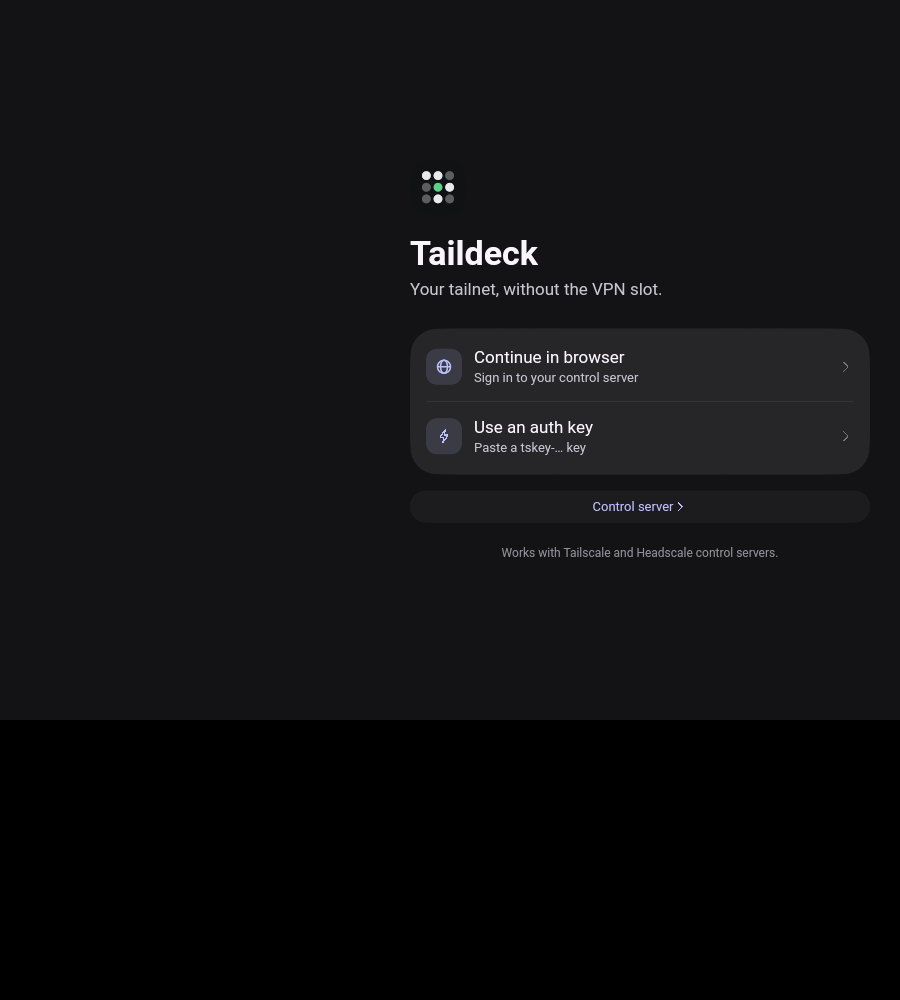 Taildeck
Your tailnet, without the VPN slot.
Continue in browser
Sign in to your control server
Use an auth key
Paste a tskey-… key
Control server
Works with Tailscale and Headscale control servers.